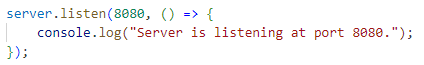 server.listen(8080, () => {
    console.log("Server is listening at port 8080.");
});